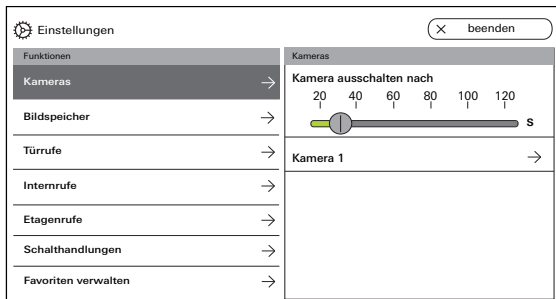 Einstellungen
beenden
Funktionen
Kameras
Bildspeicher
Türrufe
Internrufe
Etagenrufe
Schalthandlungen
Favoriten verwalten
Kameras
Kamera ausschalten nach
20 40 60 80 100 120
s
Kamera 1